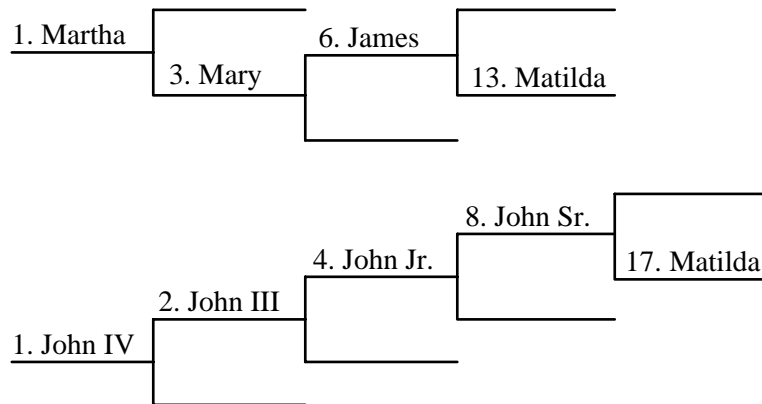 1. Martha
3. Mary
6. James
13. Matilda
1. John IV
2. John III
4. John Jr.
8. John Sr.
17. Matilda